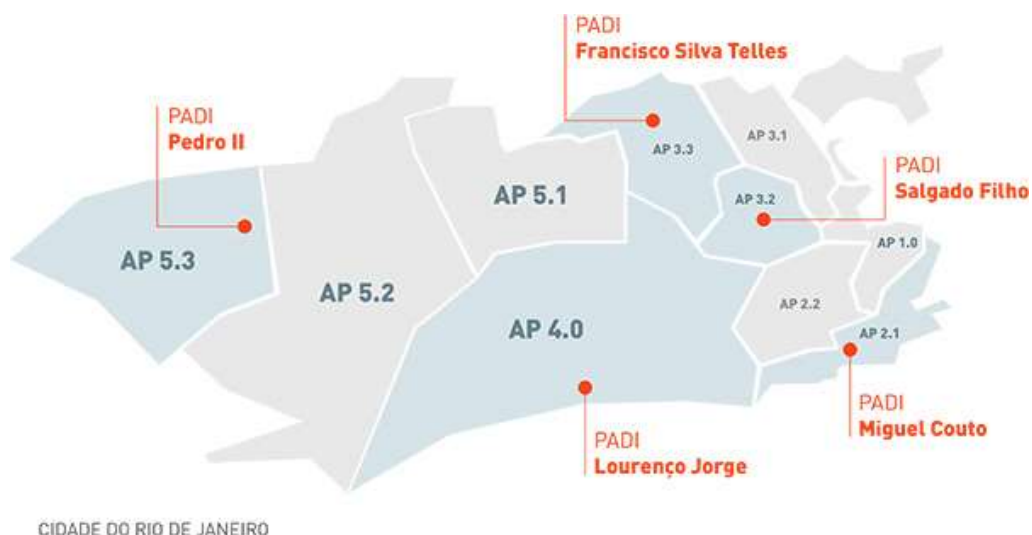 PADI
Francisco Silva Telles
PADI
Pedro II
AP 3.1
AP 3.3
PADI
Salgado Filho
AP 5.1
AP 3.2
AP 5.3
AP 1.0
AP 5.2
AP 2.2
AP 4.0
AP 2.1
PADI
Miguel Couto
PADI
Lourenço Jorge
CIDADE DO RIO DE JANEIRO